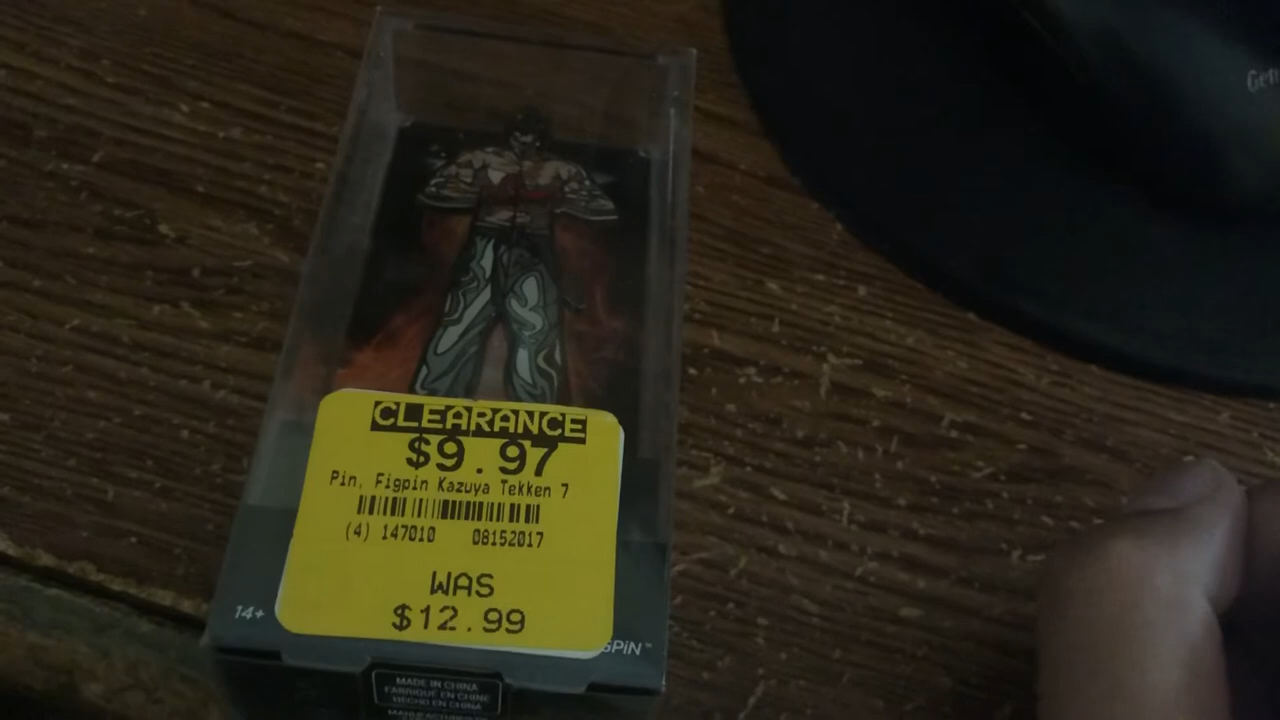 CLEARANCE
$9.97
Pin, Figpin Kazuya Tekken 7
(4) 147010 08152017
WAS
$12.99
14+
GPiN™
MADE IN CHINA
FABRIQUÉ EN CHINE
HECHO EN CHINA